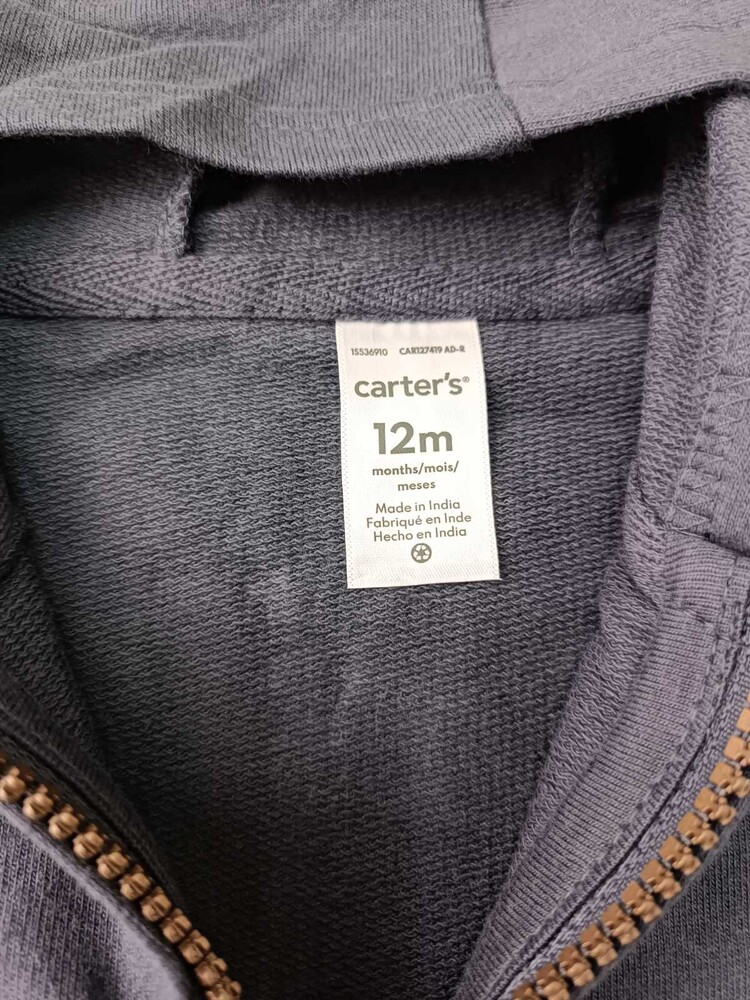 15536910 CAR127419 AD-R
carter's®
12m
months/mois/
meses
Made in India
Fabriqué en Inde
Hecho en India